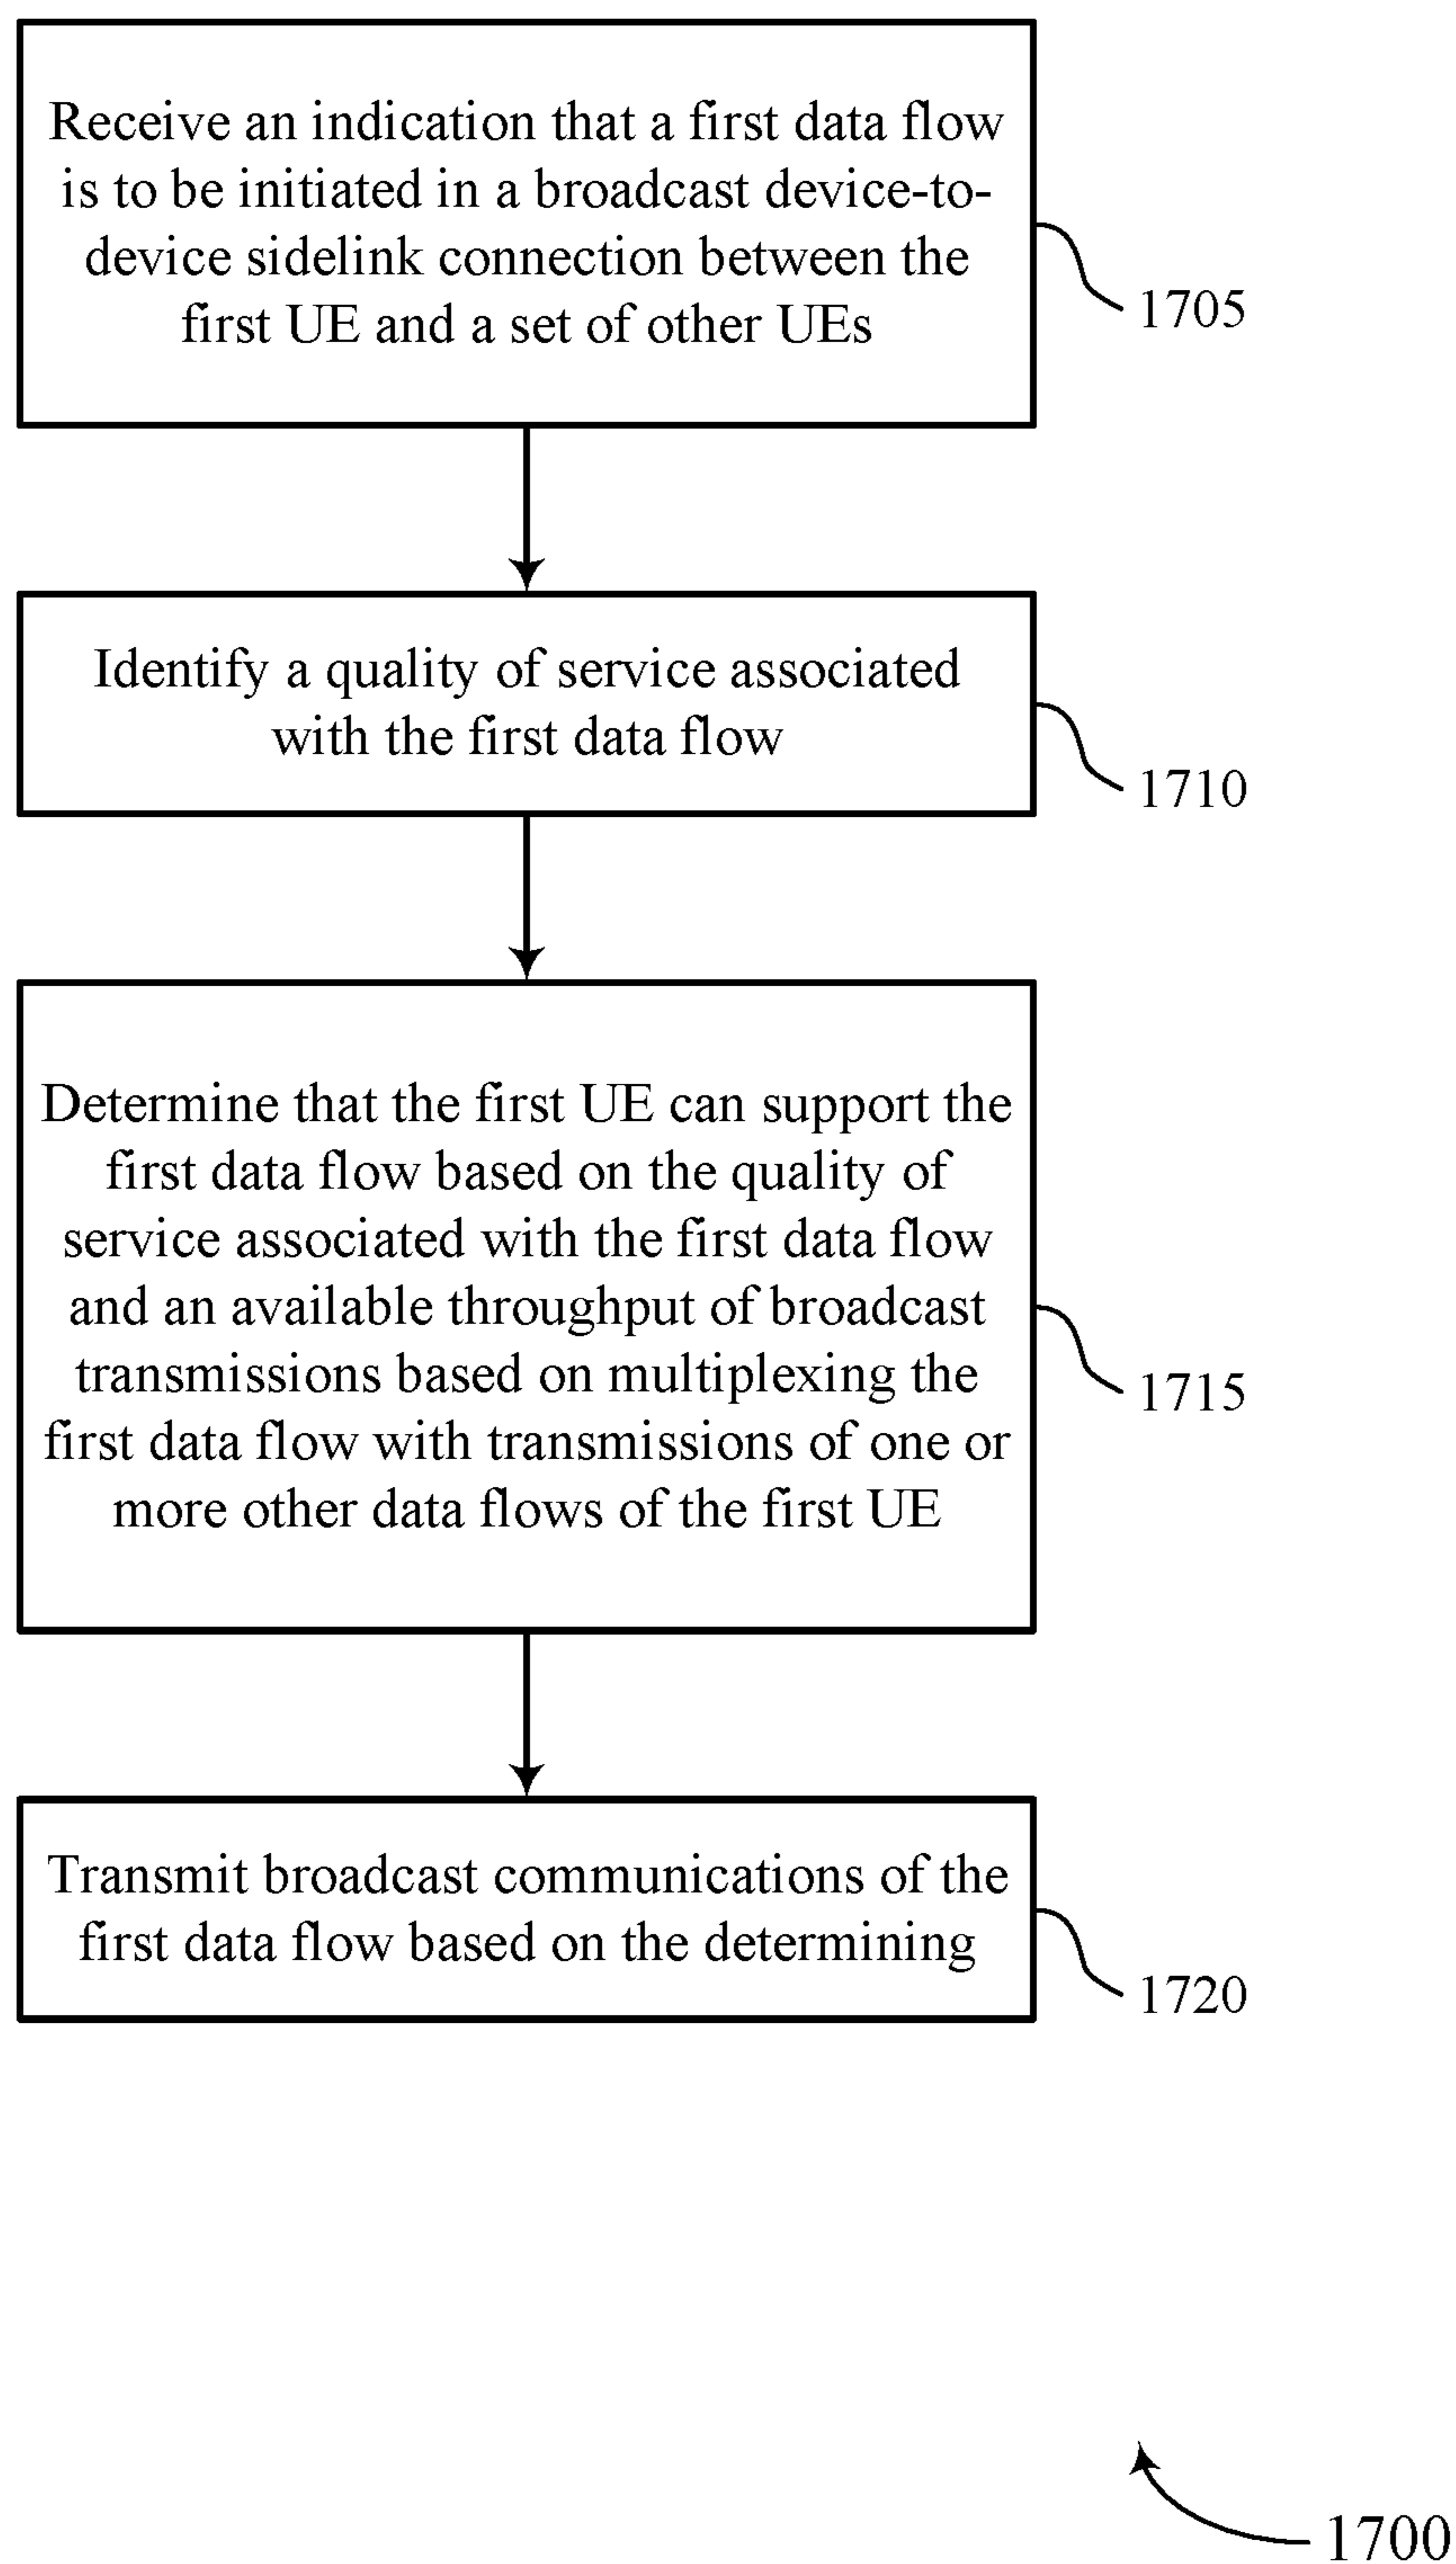 Receive an indication that a first data flow
is to be initiated in a broadcast device-to-
device sidelink connection between the
first UE and a set of other UEs
1705
Identify a quality of service associated
with the first data flow
1710
Determine that the first UE can support the
first data flow based on the quality of
service associated with the first data flow
and an available throughput of broadcast
transmissions based on multiplexing the
first data flow with transmissions of one or
more other data flows of the first UE
1715
Transmit broadcast communications of the
first data flow based on the determining
1720
1700